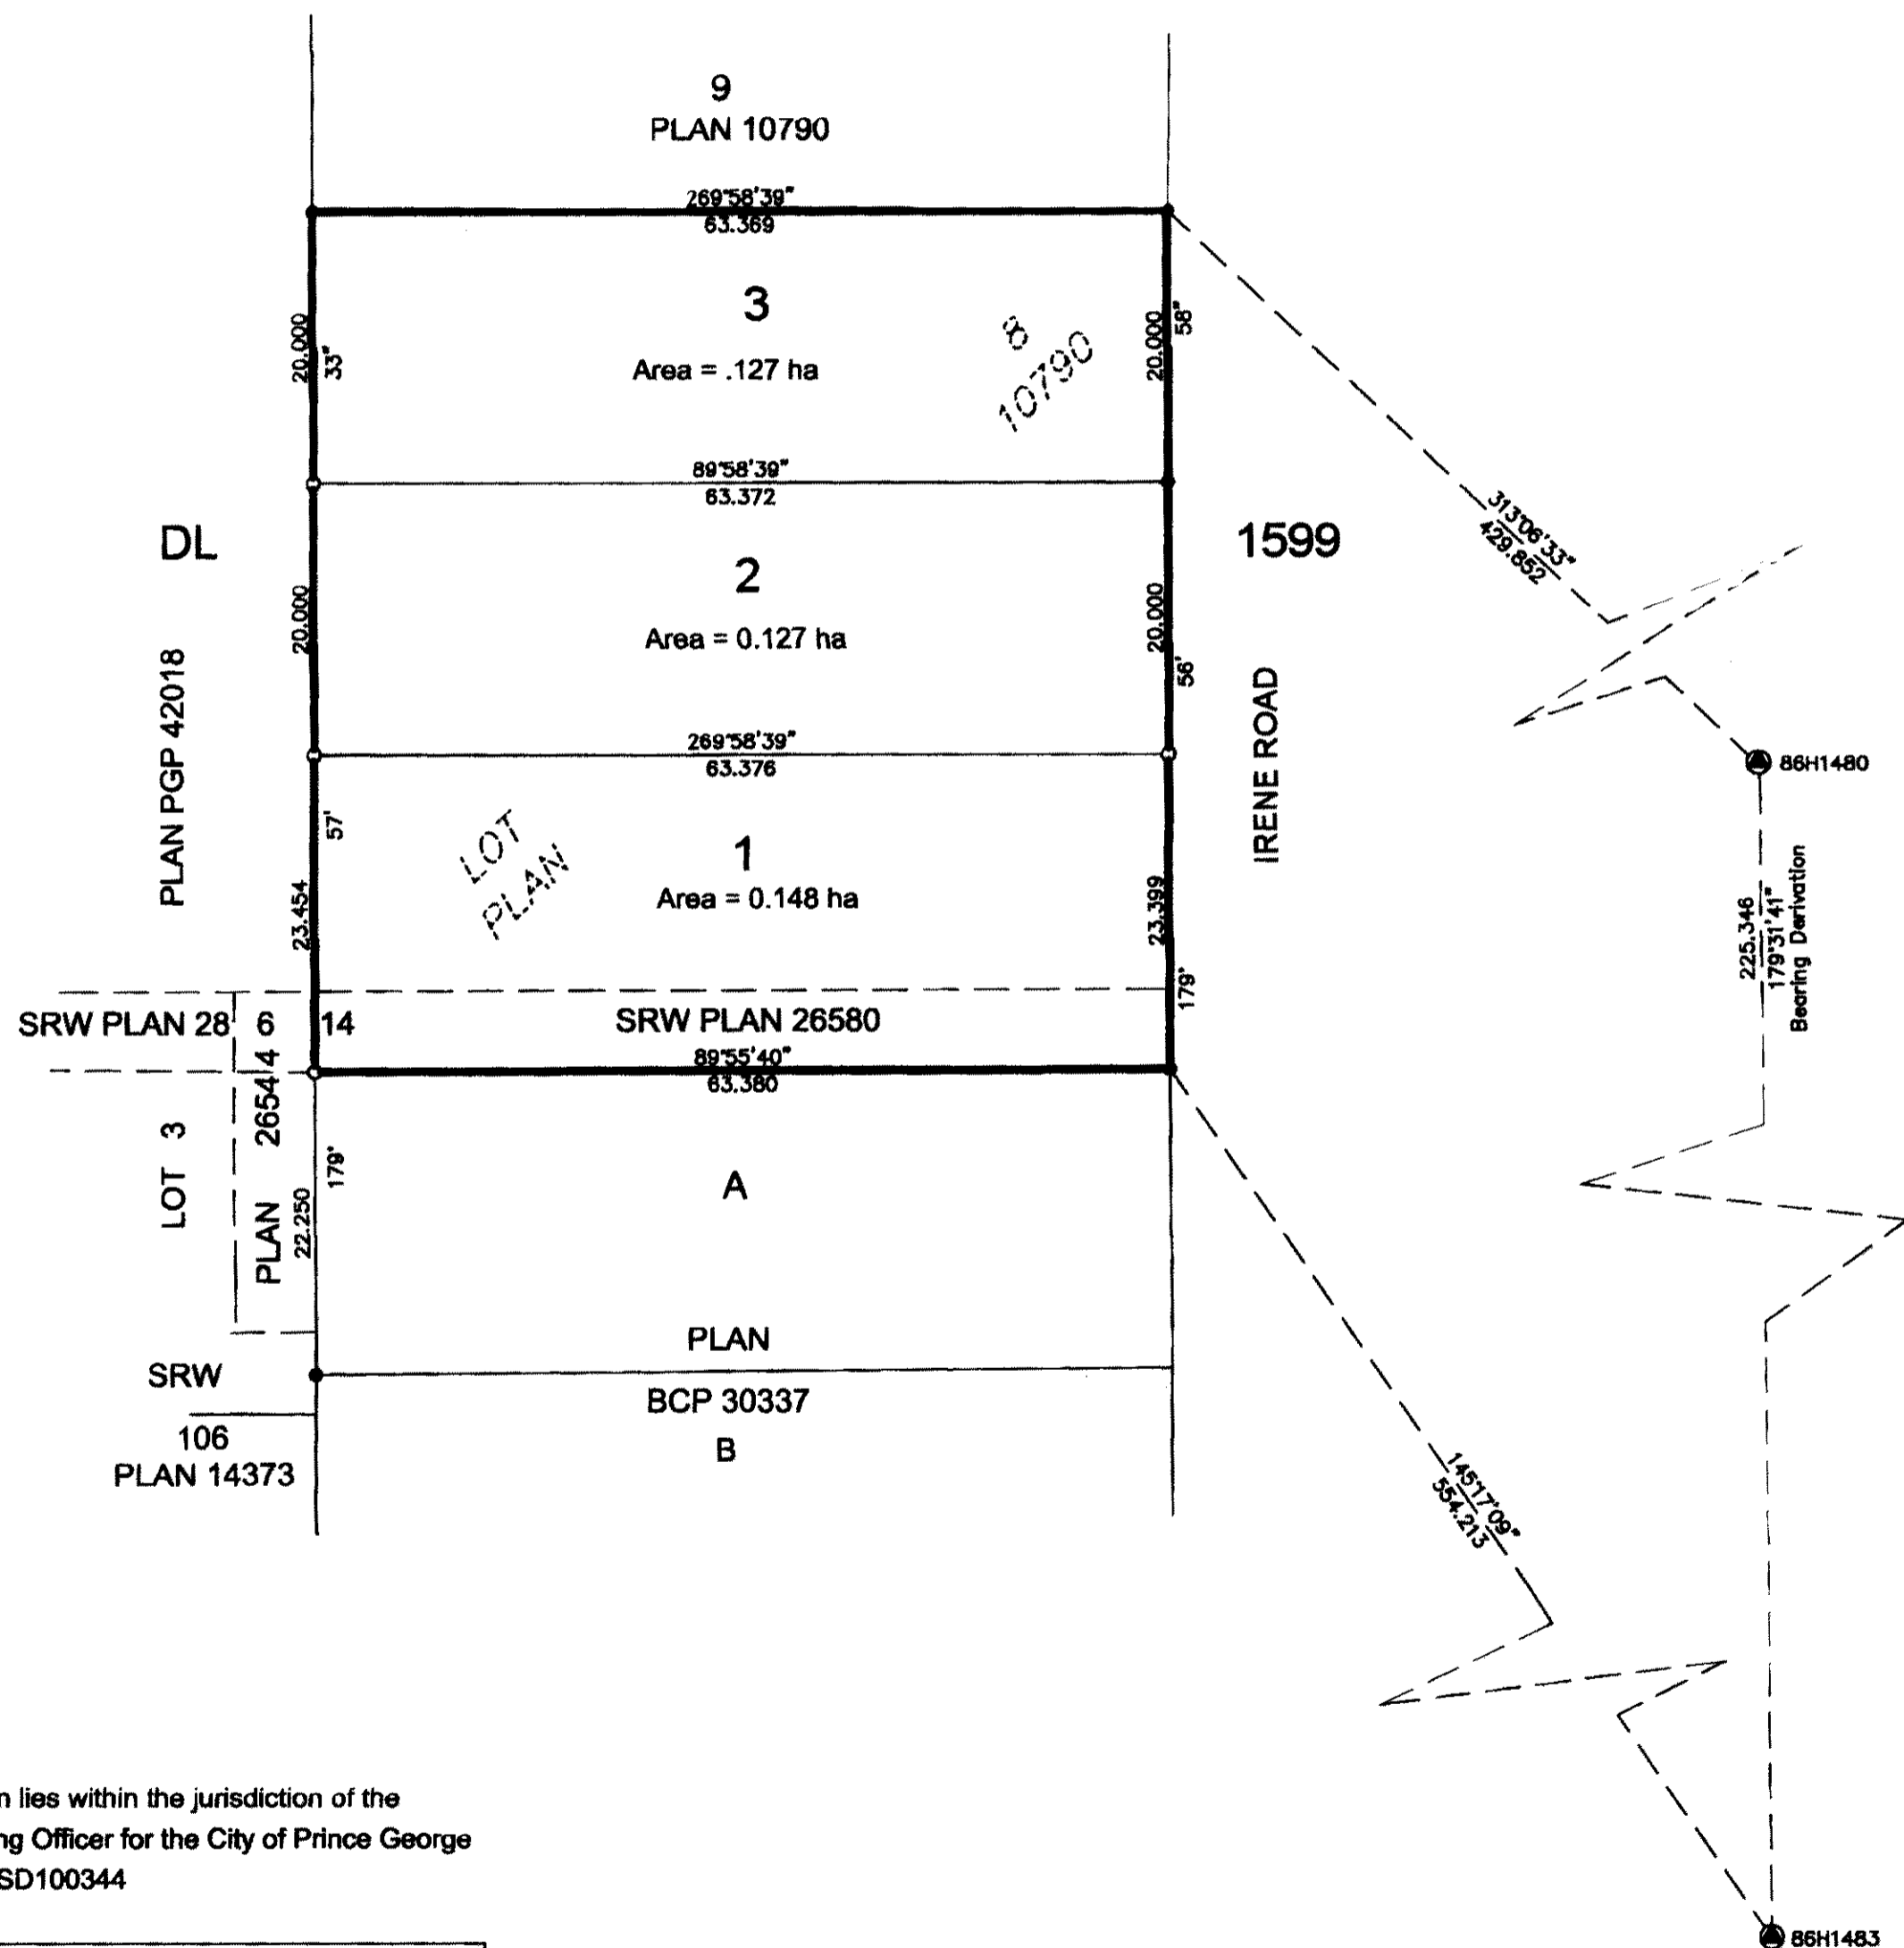 9
PLAN 10790
269°58'39"
63.369
3
Area = .127 ha
20.000
33"
20.000
58"
8
10790
89°58'39"
63.372
DL
1599
2
Area = 0.127 ha
20.000
20.000
56'
313°06'33"
429.852
PLAN PGP 42018
IRENE ROAD
269°58'39"
63.376
86H1480
57'
1
Area = 0.148 ha
LOT
PLAN
23.454
23.399
179°
225.346
179°31'41"
Bearing Derivation
SRW PLAN 28 6 14
SRW PLAN 26580
89°55'40"
63.380
LOT 3
PLAN 26544
22.250
179°
A
PLAN
SRW
BCP 30337
B
106
PLAN 14373
145°17'09"
554.213
n lies within the jurisdiction of the
ng Officer for the City of Prince George
SD100344
86H1483